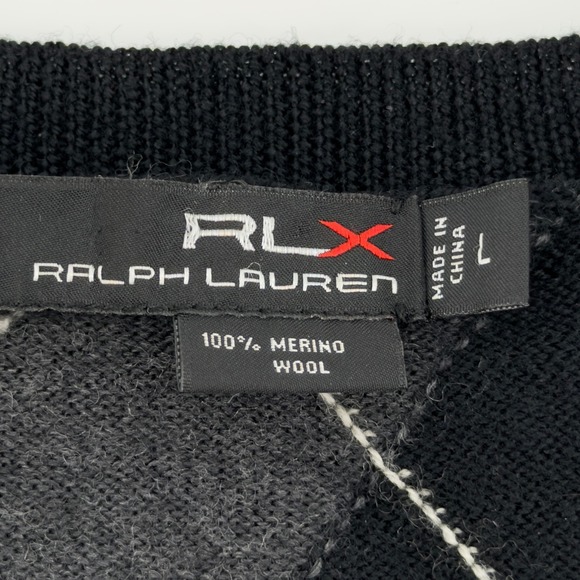 RLX
RALPH LAUREN
MADE IN
CHINA
L
100% MERINO
WOOL